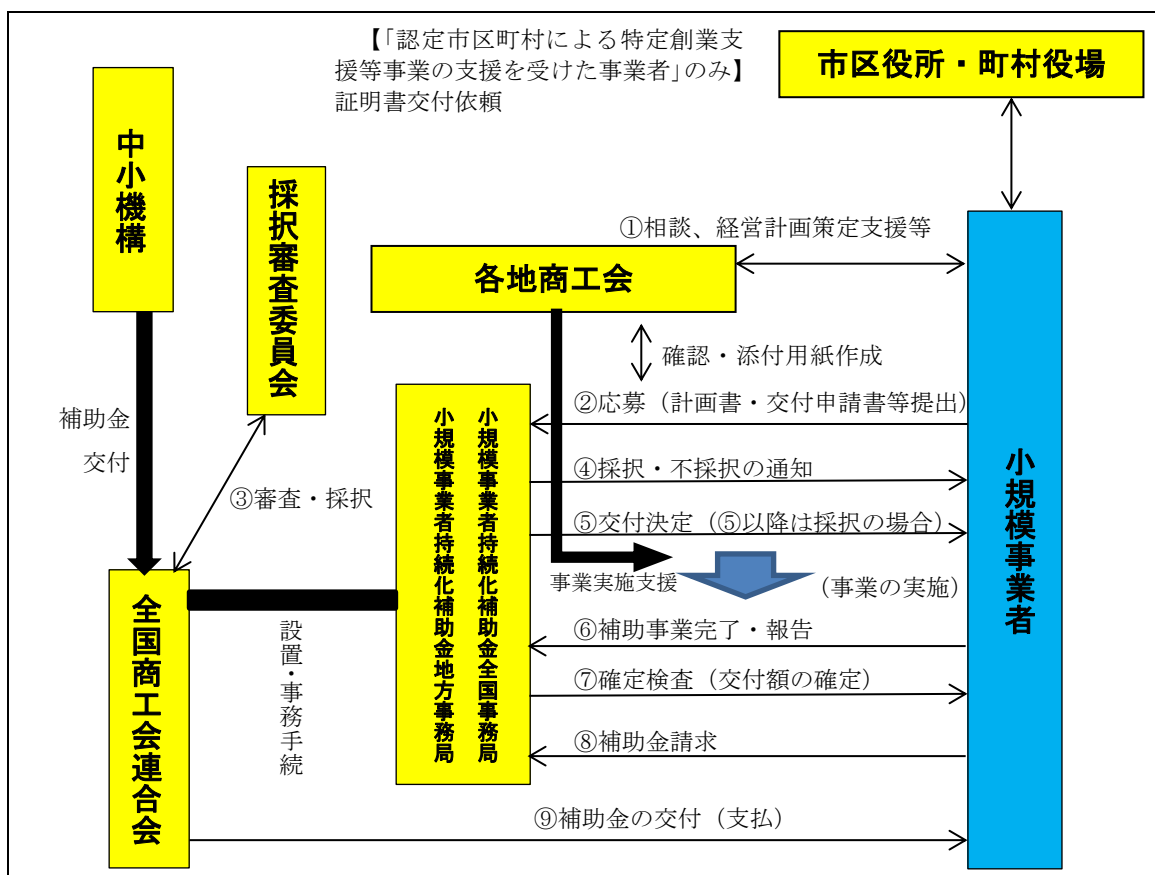 【「認定市区町村による特定創業支
援等事業の支援を受けた事業者」のみ】
証明書交付依頼
市区役所・町村役場
中小機構
採択審査委員会
①相談、経営計画策定支援等
各地商工会
確認・添付用紙作成
小規模事業者持続化補助金全国事務局
小規模事業者持続化補助金地方事務局
②応募（計画書・交付申請書等提出）
補助金
交付
③審査・採択
④採択・不採択の通知
⑤交付決定（⑤以降は採択の場合）
事業実施支援
（事業の実施）
小規模事業者
全国商工会連合会
設置・事務手続
⑥補助事業完了・報告
⑦確定検査（交付額の確定）
⑧補助金請求
⑨補助金の交付（支払）